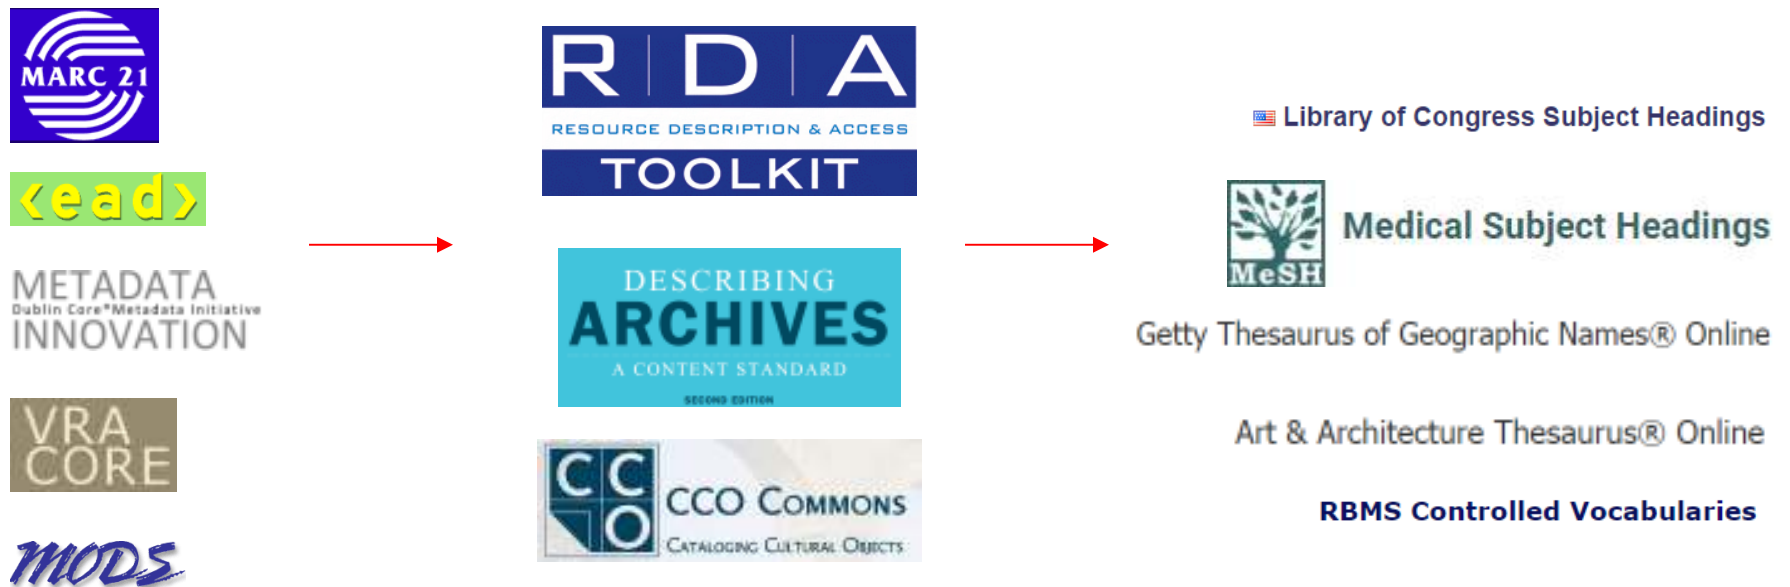 MARC 21
<ead>
METADATA
Dublin Core®Metadata Initiative
INNOVATION
VRA
CORE
MODS
R D A
RESOURCE DESCRIPTION & ACCESS
TOOLKIT
DESCRIBING
ARCHIVES
A CONTENT STANDARD
SECOND EDITION
CC
CO
CCO COMMONS
CATALOGING CULTURAL OBJECTS
Library of Congress Subject Headings
MeSH
Medical Subject Headings
Getty Thesaurus of Geographic Names® Online
Art & Architecture Thesaurus® Online
RBMS Controlled Vocabularies